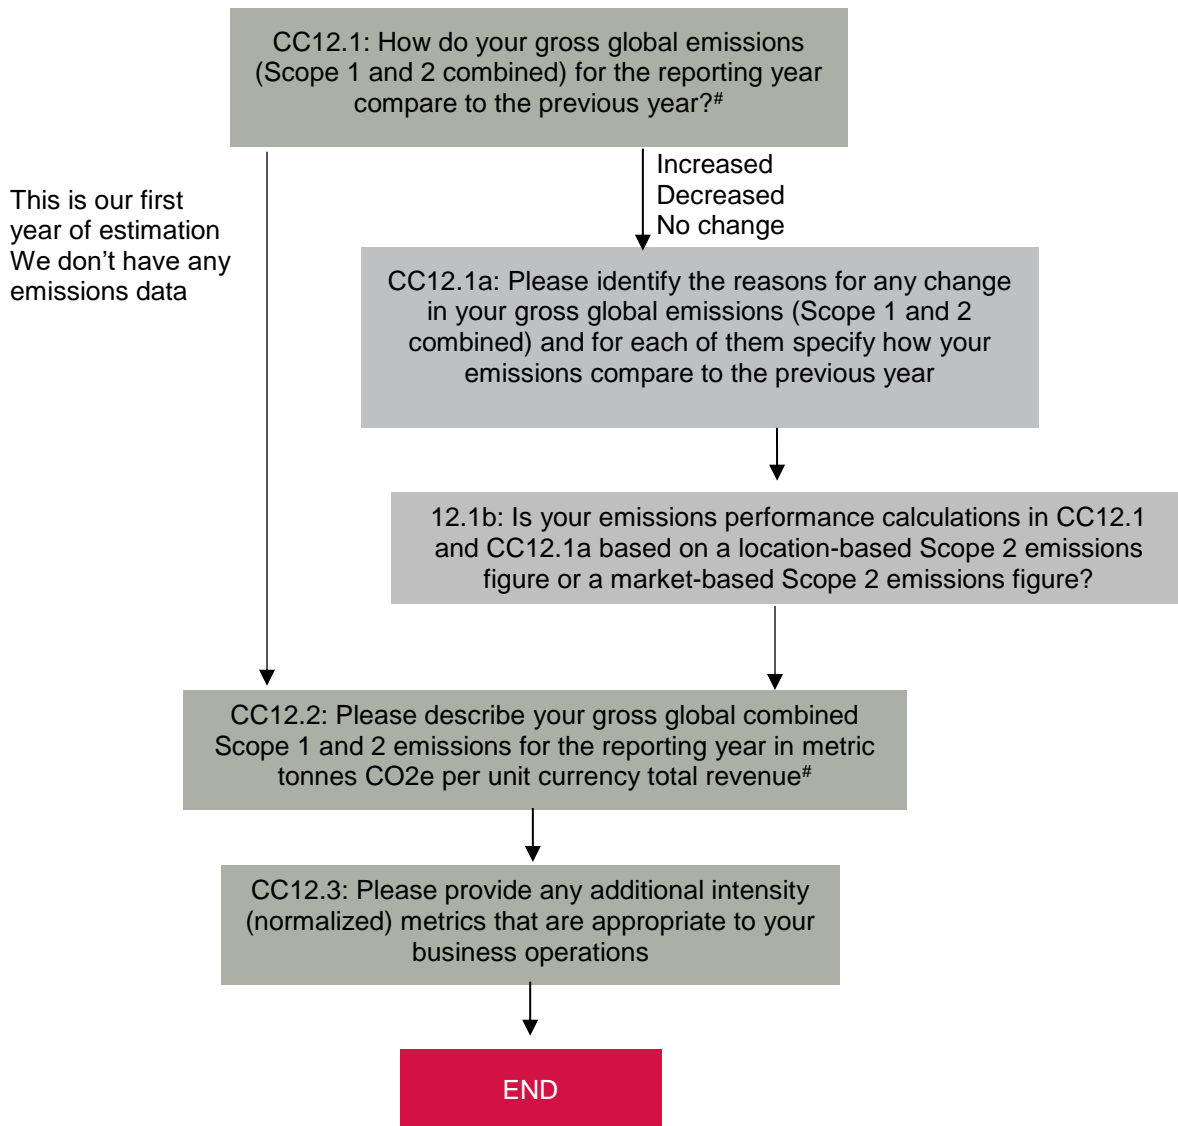 CC12.1: How do your gross global emissions
(Scope 1 and 2 combined) for the reporting year
compare to the previous year?#
This is our first
year of estimation
We don’t have any
emissions data
Increased
Decreased
No change
CC12.1a: Please identify the reasons for any change
in your gross global emissions (Scope 1 and 2
combined) and for each of them specify how your
emissions compare to the previous year
12.1b: Is your emissions performance calculations in CC12.1
and CC12.1a based on a location-based Scope 2 emissions
figure or a market-based Scope 2 emissions figure?
CC12.2: Please describe your gross global combined
Scope 1 and 2 emissions for the reporting year in metric
tonnes CO2e per unit currency total revenue#
CC12.3: Please provide any additional intensity
(normalized) metrics that are appropriate to your
business operations
END